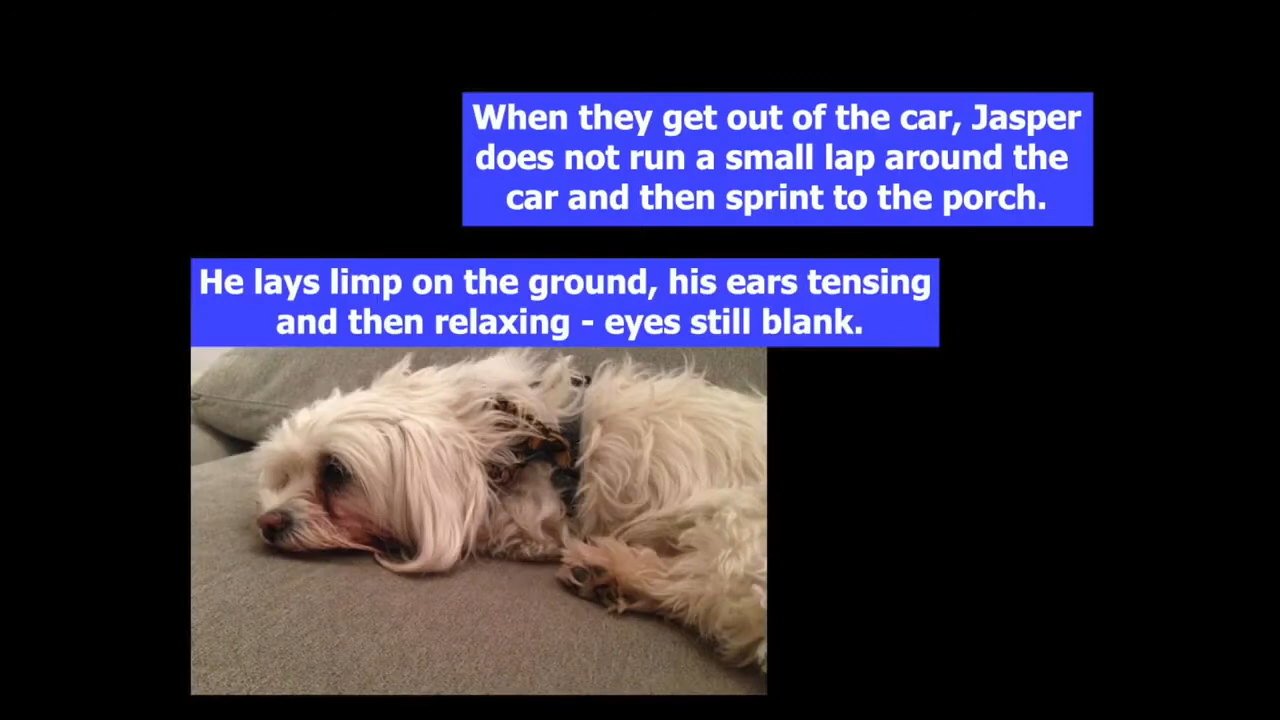 When they get out of the car, Jasper
does not run a small lap around the
car and then sprint to the porch.
He lays limp on the ground, his ears tensing
and then relaxing - eyes still blank.